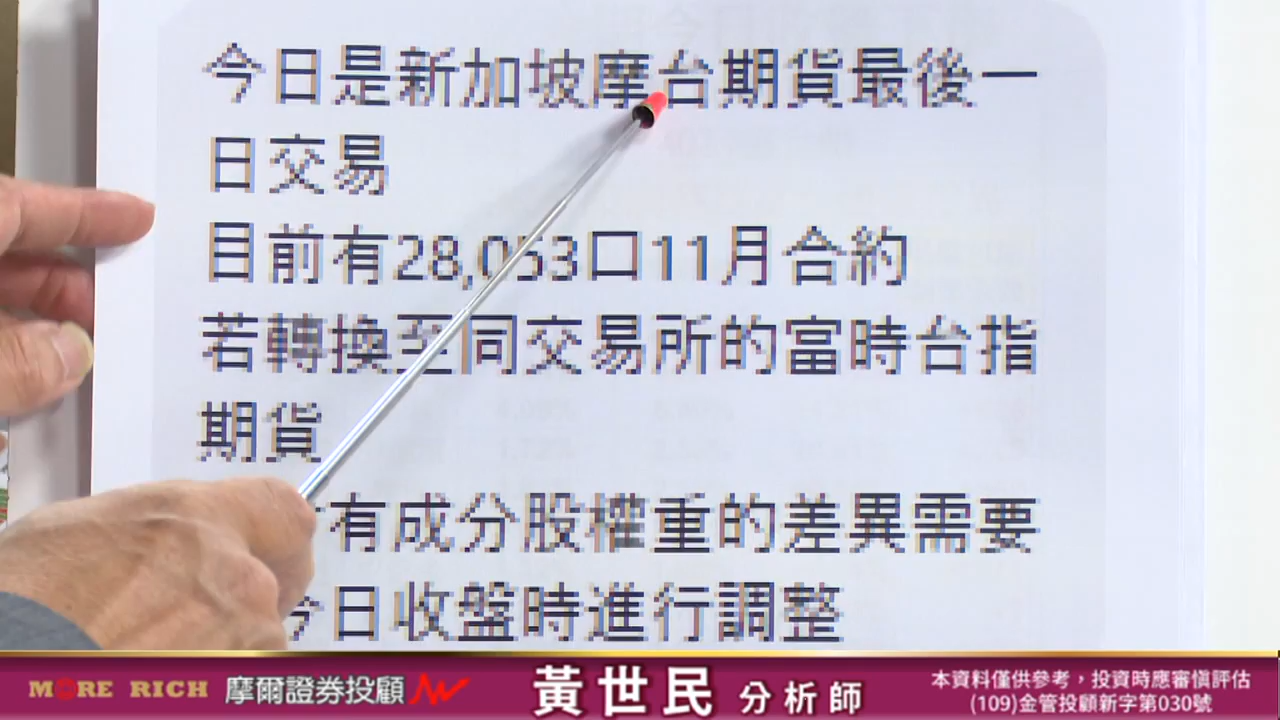 今日是新加坡摩台期貨最後一
日交易
目前有28,053口11月合約
若轉換至同交易所的富時台指
期貨
有成分股權重的差異需要
今日收盤時進行調整
MORE RICH 摩爾證券投顧
黃世民 分析師
本資料僅供參考，投資時應審慎評估
(109)金管投顧新字第030號